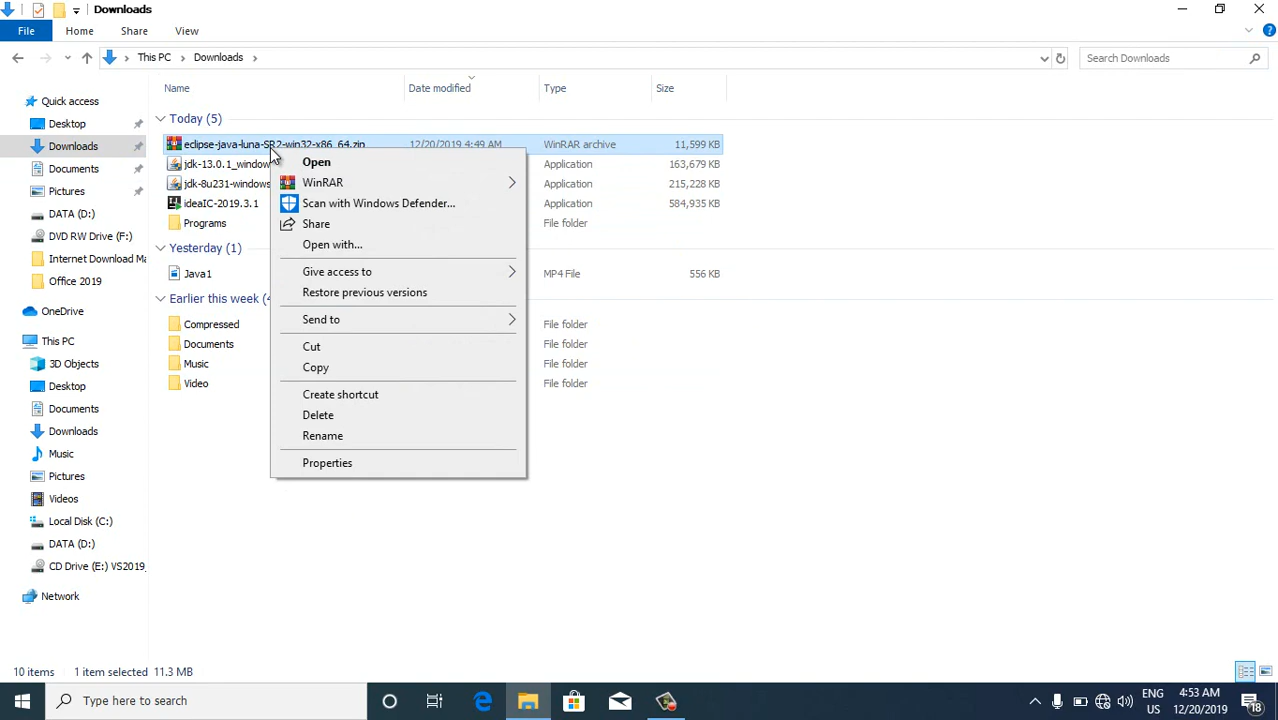 Downloads
File
Home
Share
View
This PC
Downloads
Search Downloads
Name
Date modified
Type
Size
Quick access
Desktop
Downloads
Documents
Pictures
DATA (D:)
DVD RW Drive (F:)
Internet Download Ma
Office 2019
OneDrive
This PC
3D Objects
Desktop
Documents
Downloads
Music
Pictures
Videos
Local Disk (C:)
DATA (D:)
CD Drive (E:) VS2019_
Network
Today (5)
eclipse-java-luna-SR2-win32-x86_64.zip 12/20/2019 4:49 AM WinRAR archive 11,599 KB
jdk-13.0.1_window Application 163,679 KB
jdk-8u231-windows Application 215,228 KB
ideaIC-2019.3.1 Application 584,935 KB
Programs File folder
Yesterday (1)
Java1 MP4 File 556 KB
Earlier this week (4
Compressed File folder
Documents File folder
Music File folder
Video File folder
Open
WinRAR
Scan with Windows Defender...
Share
Open with...
Give access to
Restore previous versions
Send to
Cut
Copy
Create shortcut
Delete
Rename
Properties
10 items 1 item selected 11.3 MB
Type here to search
ENG
US
4:53 AM
12/20/2019
18